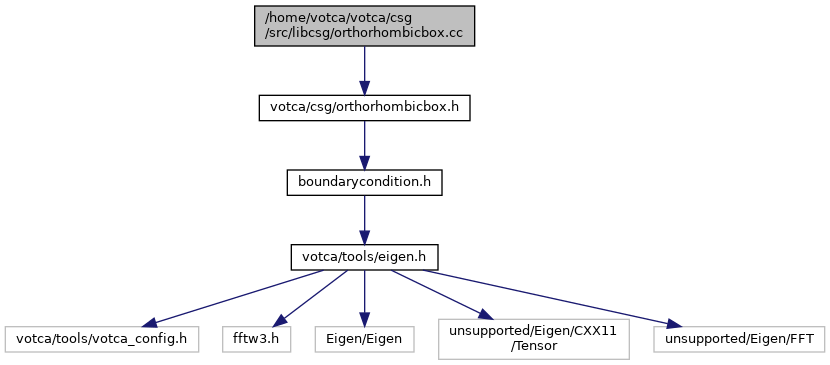 /home/votca/votca/csg
/src/libcsg/orthorhombicbox.cc
votca/csg/orthorhombicbox.h
boundarycondition.h
votca/tools/eigen.h
votca/tools/votca_config.h
fftw3.h
Eigen/Eigen
unsupported/Eigen/CXX11
/Tensor
unsupported/Eigen/FFT